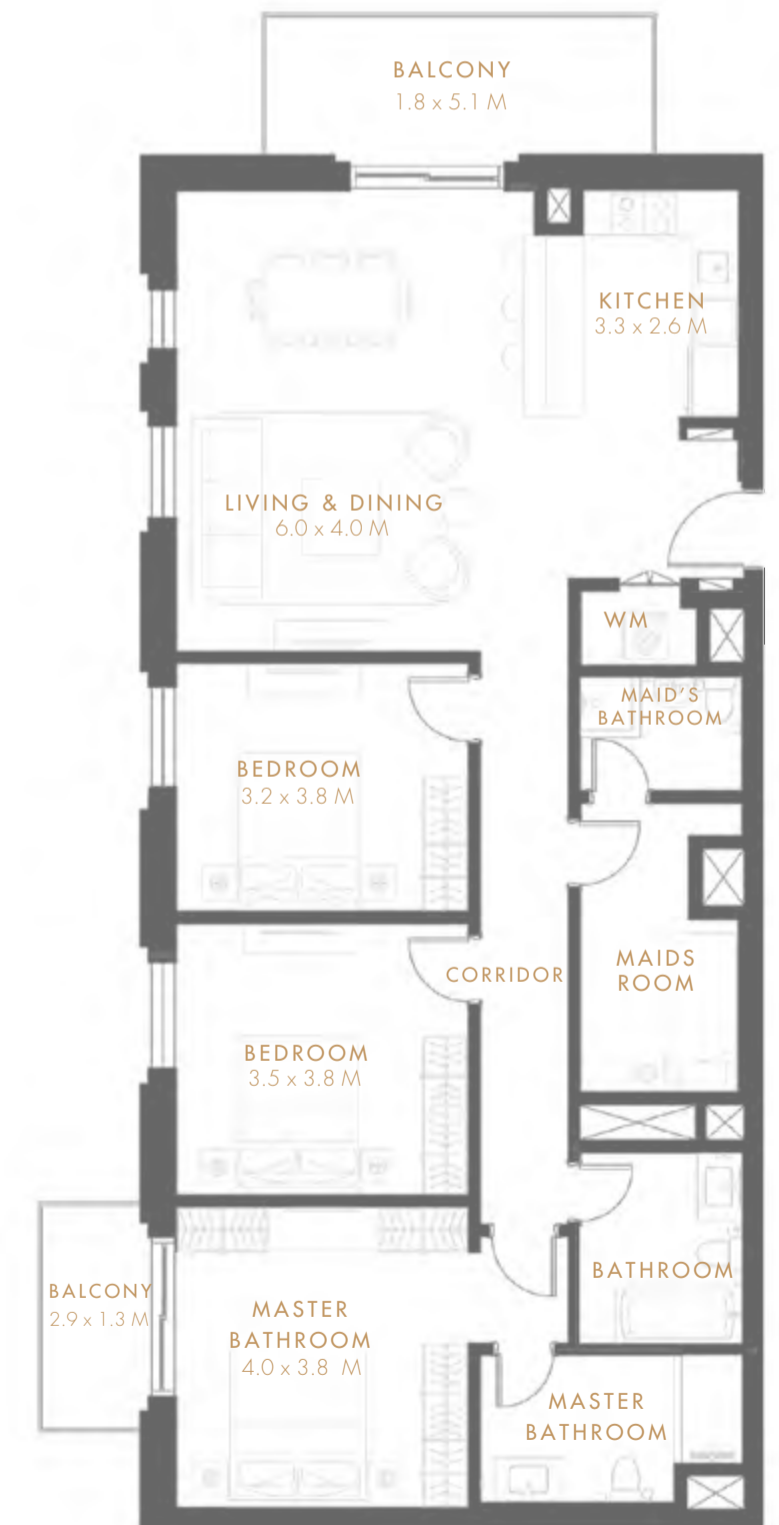 BALCONY
1.8 x 5.1 M
KITCHEN
3.3 x 2.6 M
LIVING & DINING
6.0 x 4.0 M
WM
MAID'S
BATHROOM
BEDROOM
3.2 x 3.8 M
CORRIDOR
MAIDS
ROOM
BEDROOM
3.5 x 3.8 M
BATHROOM
BALCONY
2.9 x 1.3 M
MASTER
BATHROOM
4.0 x 3.8 M
MASTER
BATHROOM